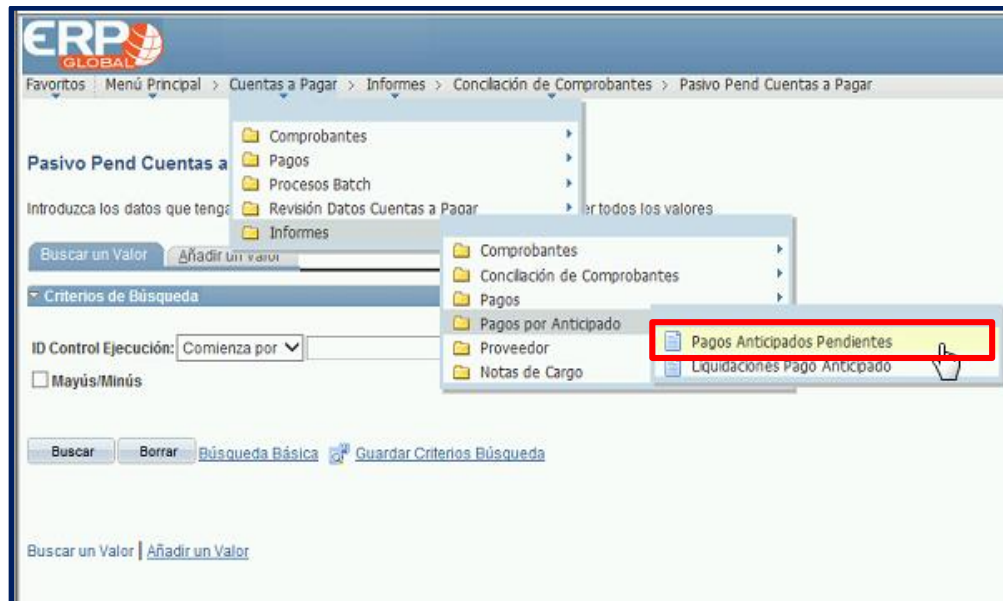 ERP
GLOBAL
Favoritos Menú Principal > Cuentas a Pagar > Informes > Conciliación de Comprobantes > Pasivo Pend Cuentas a Pagar
Comprobantes
Pasivo Pend Cuentas a
Pagos
Procesos Batch
Introduzca los datos que tenga
Revisión Datos Cuentas a Pagar
er todos los valores
Informes
Buscar un Valor
Añadir un Valor
Comprobantes
Conciliación de Comprobantes
Criterios de Búsqueda
Pagos
Pagos por Anticipado
Pagos Anticipados Pendientes
ID Control Ejecución: Comienza por
Proveedor
Liquidaciones Pago Anticipado
Notas de Cargo
Mayús/Minús
Buscar Borrar Búsqueda Básica Guardar Criterios Búsqueda
Buscar un Valor | Añadir un Valor